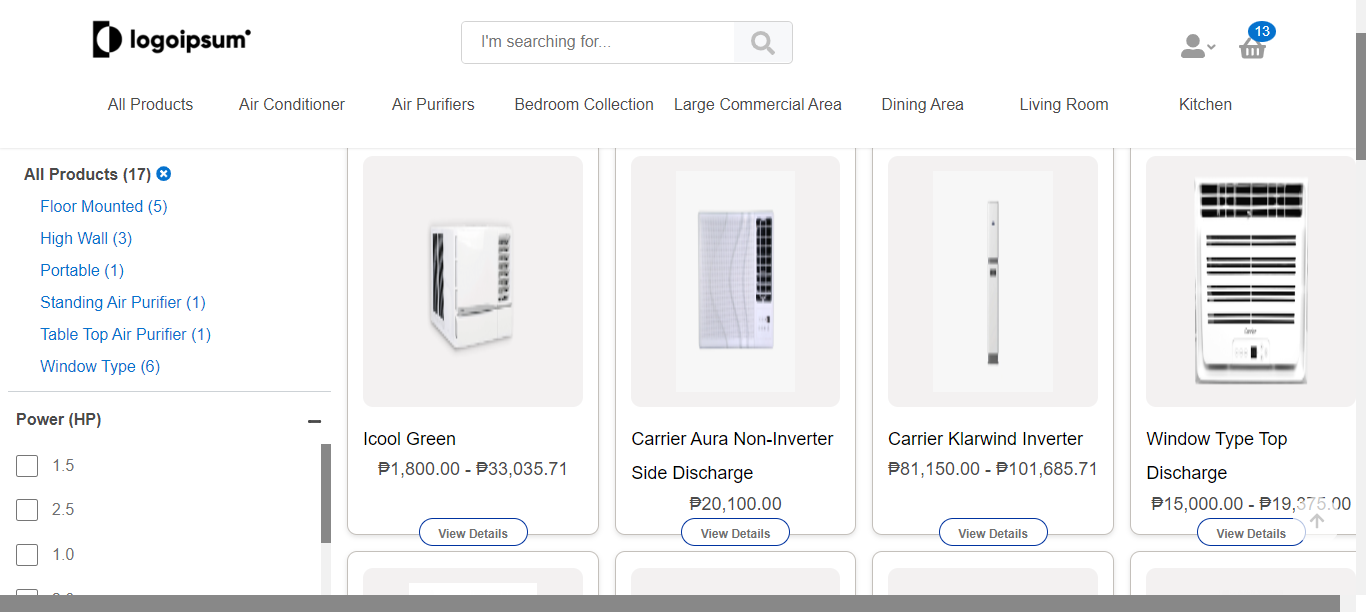 logoipsum
I'm searching for...
13
All Products
Air Conditioner
Air Purifiers
Bedroom Collection
Large Commercial Area
Dining Area
Living Room
Kitchen
All Products (17)
Floor Mounted (5)
High Wall (3)
Portable (1)
Standing Air Purifier (1)
Table Top Air Purifier (1)
Window Type (6)
Power (HP)
1.5
2.5
1.0
Icool Green
₱1,800.00 - ₱33,035.71
View Details
Carrier Aura Non-Inverter
Side Discharge
₱20,100.00
View Details
Carrier Klarwind Inverter
₱81,150.00 - ₱101,685.71
View Details
Carrier
Window Type Top
Discharge
₱15,000.00 - ₱19,375.00
View Details